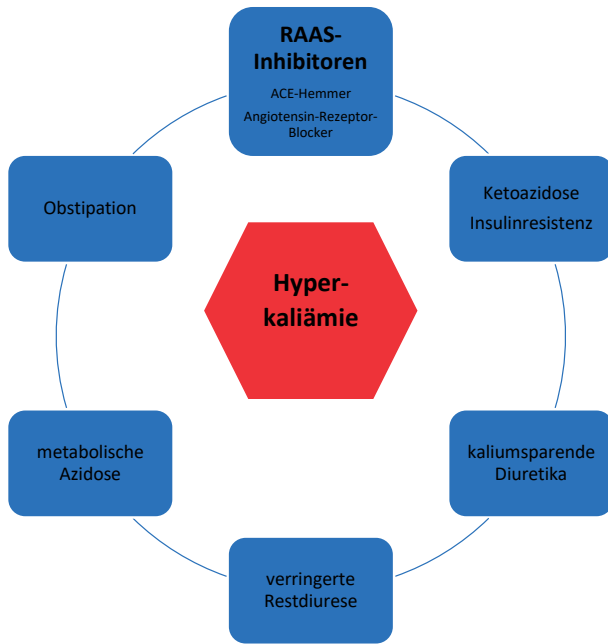 RAAS-
Inhibitoren
ACE-Hemmer
Angiotensin-Rezeptor-
Blocker
Ketoazidose
Insulinresistenz
kaliumsparende
Diuretika
verringerte
Restdiurese
metabolische
Azidose
Obstipation
Hyper-
kaliämie